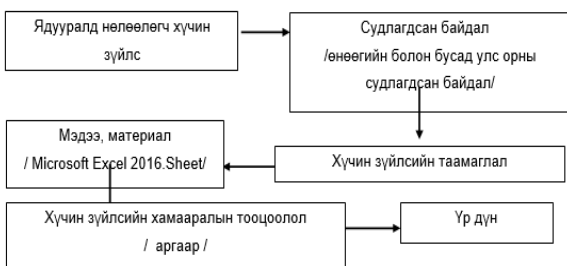 Ядууралд нөлөөлөгч хүчин
зүйлс
Судлагдсан байдал
/өнөөгийн болон бусад улс орны
судлагдсан байдал/
Хүчин зүйлсийн таамаглал
Мэдээ, материал
/ Microsoft Excel 2016.Sheet/
Хүчин зүйлсийн хамааралын тооцоолол
/ аргаар /
Үр дүн